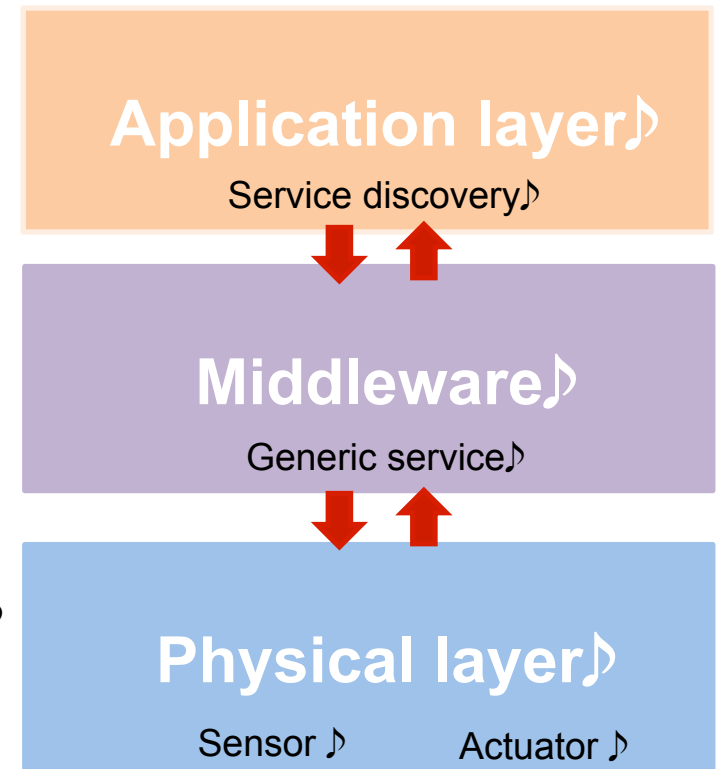 Application layer♪
Service discovery♪
Middleware♪
Generic service♪
Physical layer♪
Sensor ♪ Actuator ♪